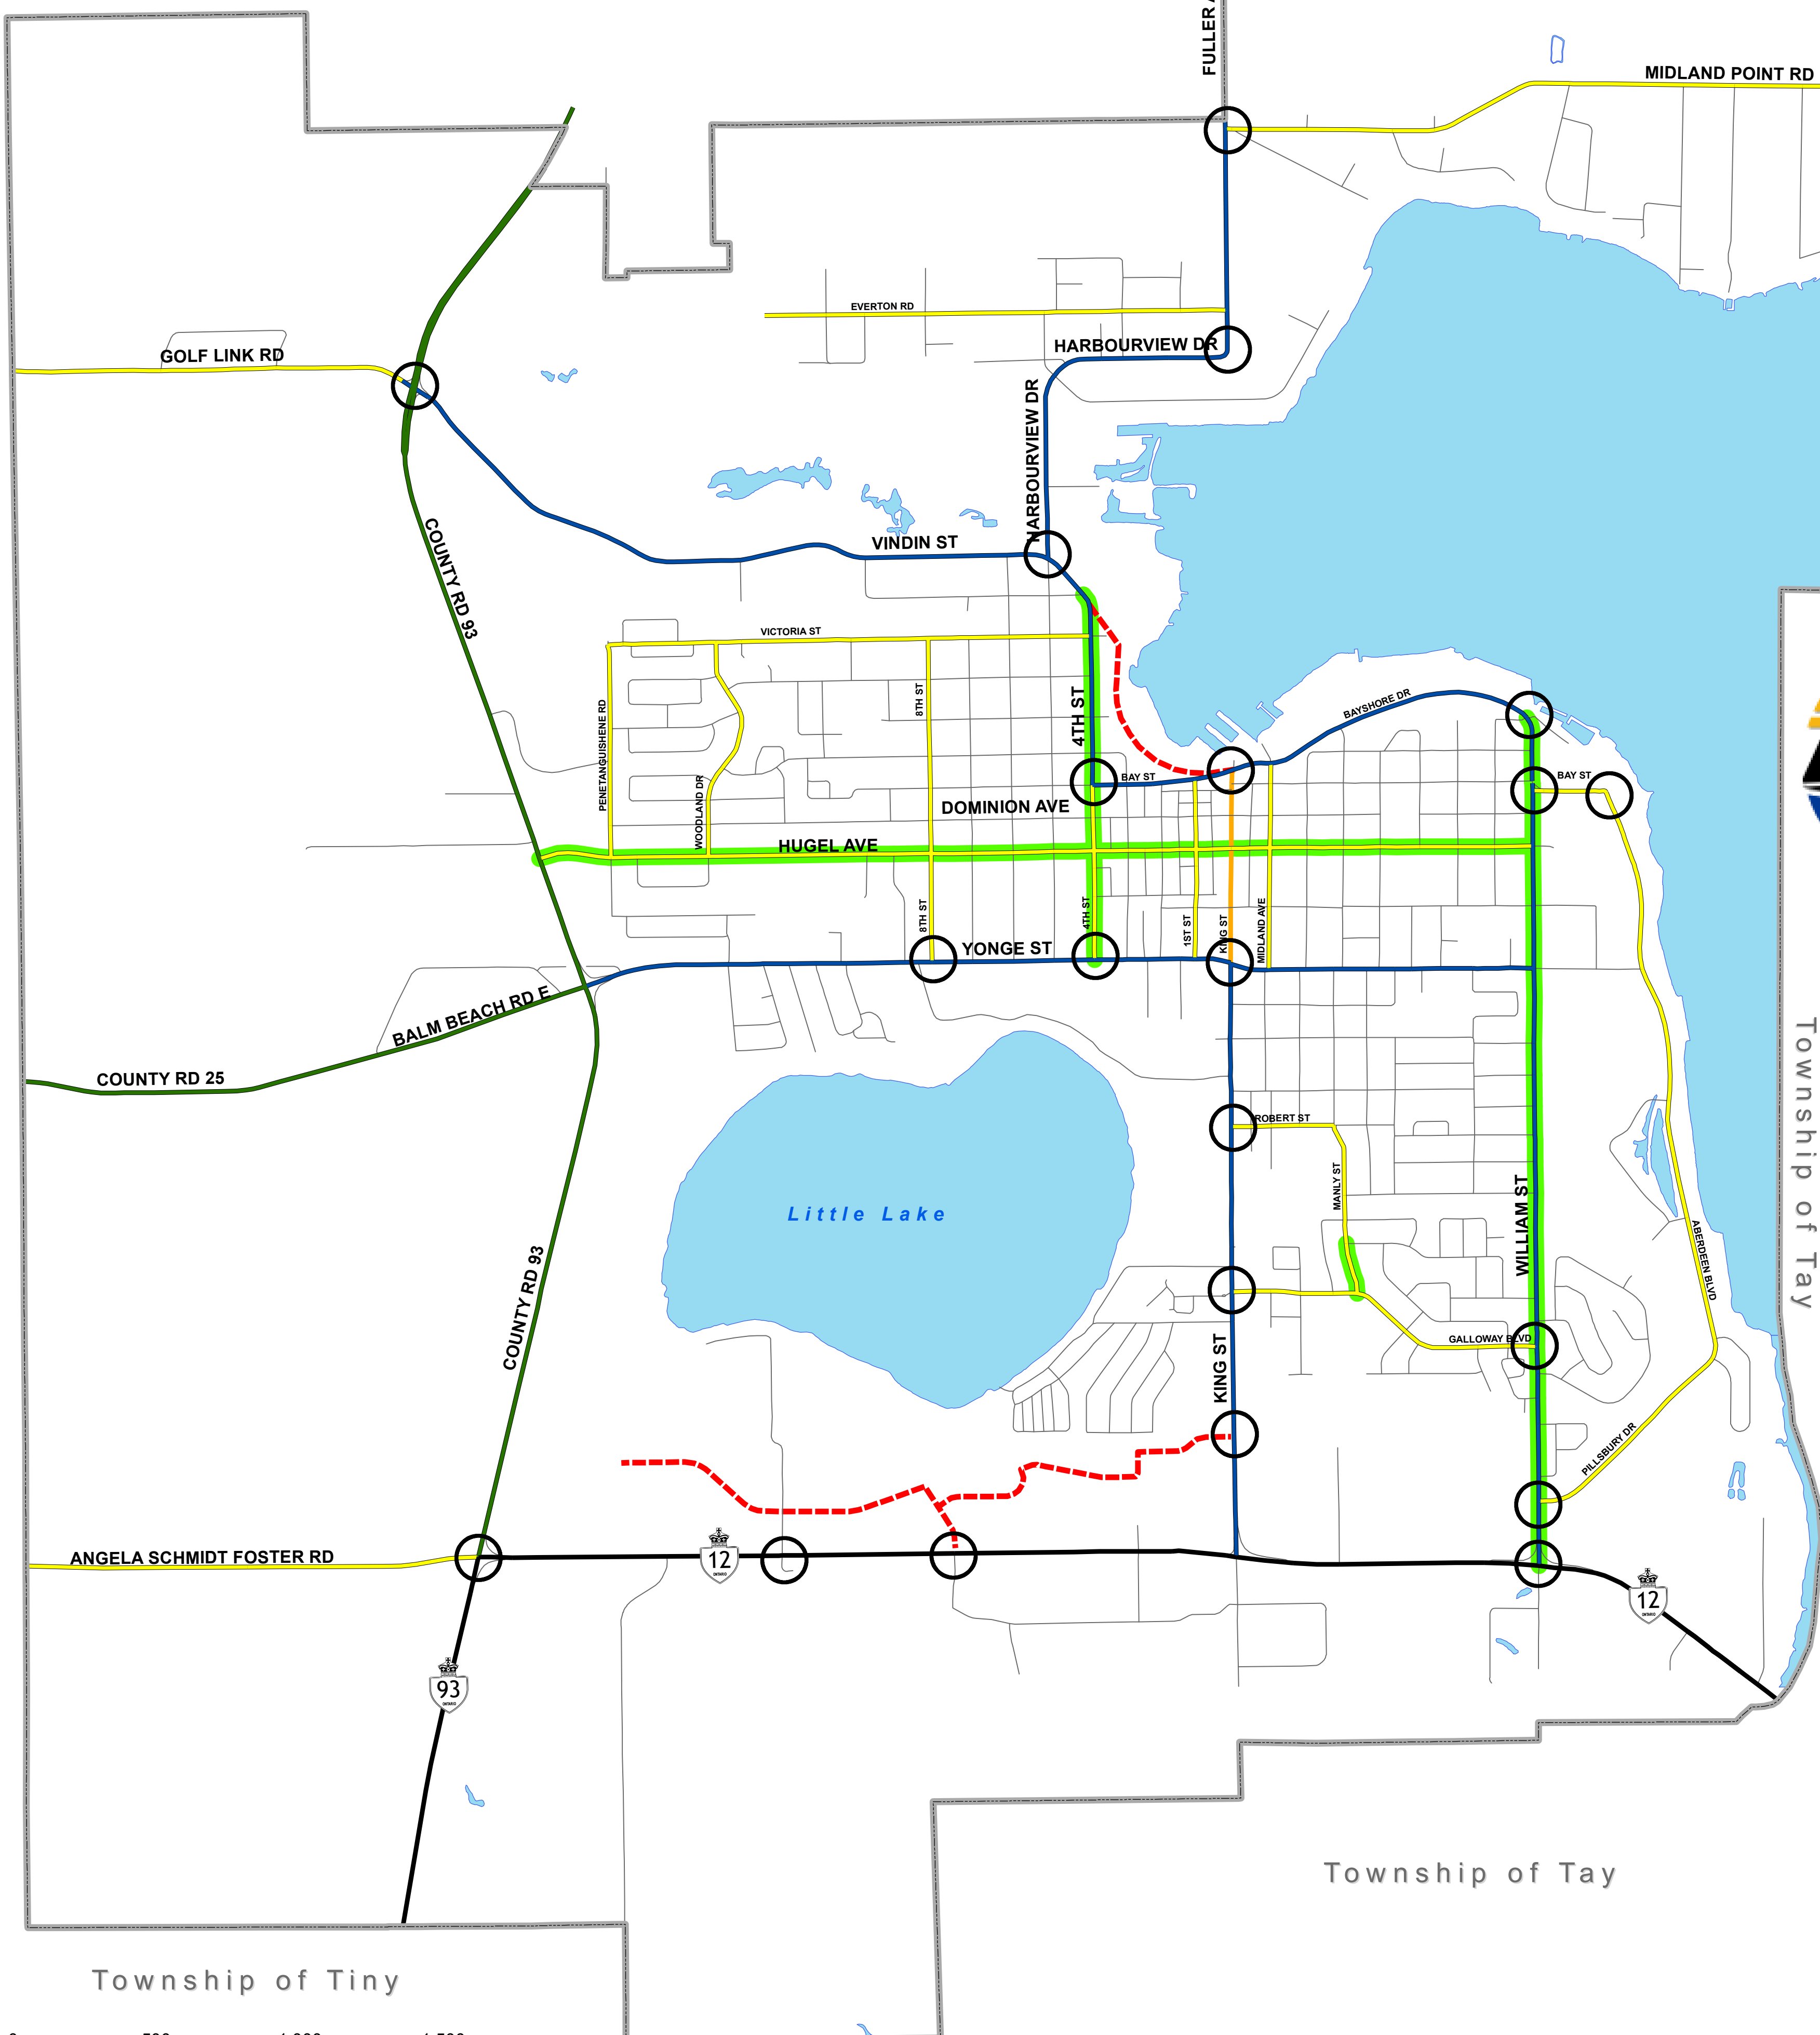 FULLER
MIDLAND POINT RD
EVERTON RD
HARBOURVIEW DR
GOLF LINK RD
HARBOURVIEW DR
VINDIN ST
COUNTY RD 93
VICTORIA ST
8TH ST
4TH ST
BAYSHORE DR
PENETANGUISHENE RD
WOODLAND DR
BAY ST
BAY ST
DOMINION AVE
HUGEL AVE
8TH ST
4TH ST
1ST ST
KING ST
MIDLAND AVE
YONGE ST
BALM BEACH RD E
COUNTY RD 25
Township of Tay
ROBERT ST
MANLY ST
WILLIAM ST
Little Lake
ABERDEEN BLVD
COUNTY RD 93
GALLOWAY BLVD
KING ST
PILLSBURY DR
ANGELA SCHMIDT FOSTER RD
12
ONTARIO
12
ONTARIO
93
ONTARIO
Township of Tay
Township of Tiny